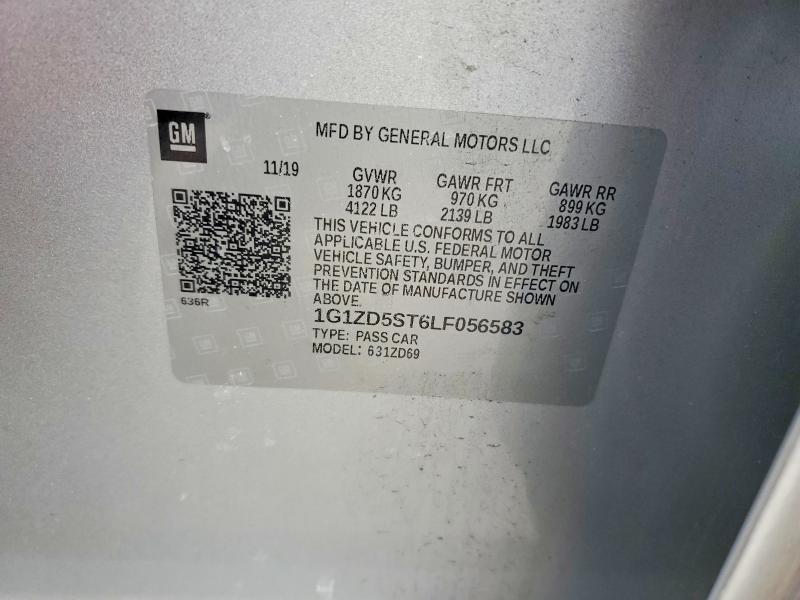 GM
MFD BY GENERAL MOTORS LLC
11/19
GVWR GAWR FRT GAWR RR
1870 KG 970 KG 899 KG
4122 LB 2139 LB 1983 LB
THIS VEHICLE CONFORMS TO ALL
APPLICABLE U.S. FEDERAL MOTOR
VEHICLE SAFETY, BUMPER, AND THEFT
PREVENTION STANDARDS IN EFFECT ON
THE DATE OF MANUFACTURE SHOWN
ABOVE.
636R
1G1ZD5ST6LF056583
TYPE: PASS CAR
MODEL: 631ZD69